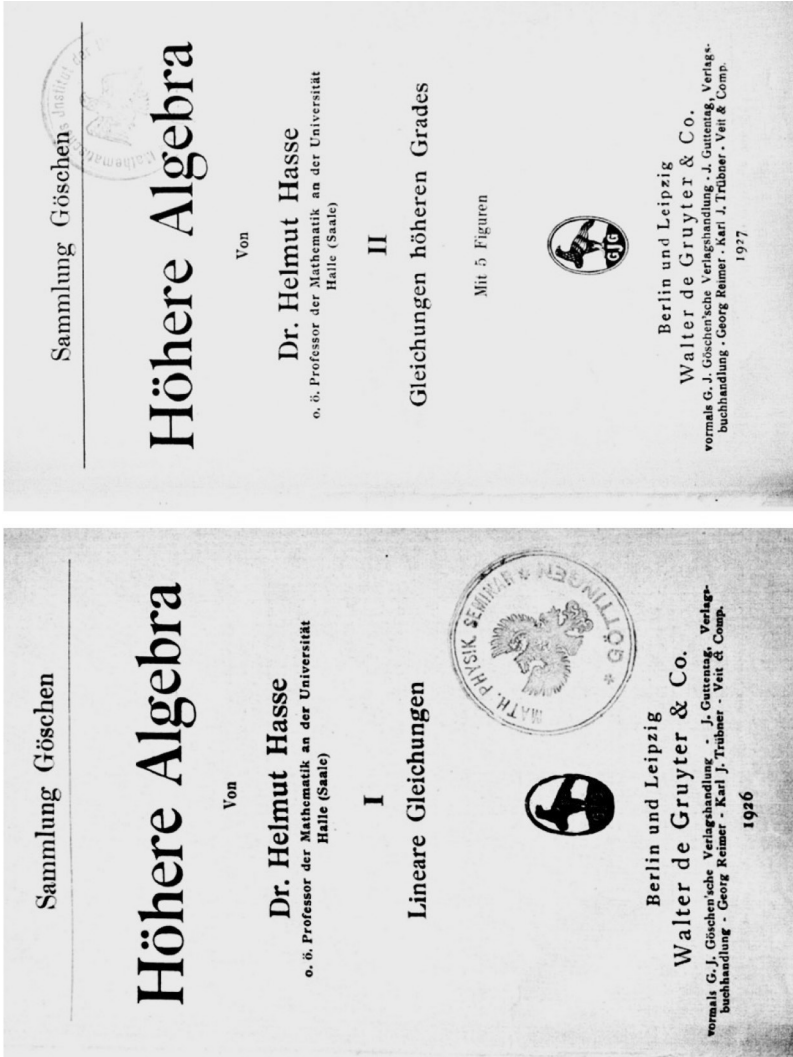 Sammlung Göschen
Höhere Algebra
Von
Dr. Helmut Hasse
o. ö. Professor der Mathematik an der Universität
Halle (Saale)
I
Lineare Gleichungen
MATH. PHYSIK. SEMINAR * GÖTTINGEN *
Berlin und Leipzig
Walter de Gruyter & Co.
vormals G. J. Göschen'sche Verlagshandlung - J. Guttentag, Verlags-
buchhandlung - Georg Reimer - Karl J. Trübner - Veit & Comp.
1926
Sammlung Göschen
Mathematisches Institut der
Höhere Algebra
Von
Dr. Helmut Hasse
o. ö. Professor der Mathematik an der Universität
Halle (Saale)
II
Gleichungen höheren Grades
Mit 5 Figuren
GJG
Berlin und Leipzig
Walter de Gruyter & Co.
vormals G. J. Göschen'sche Verlagshandlung - J. Guttentag, Verlags-
buchhandlung - Georg Reimer - Karl J. Trübner - Veit & Comp.
1927.